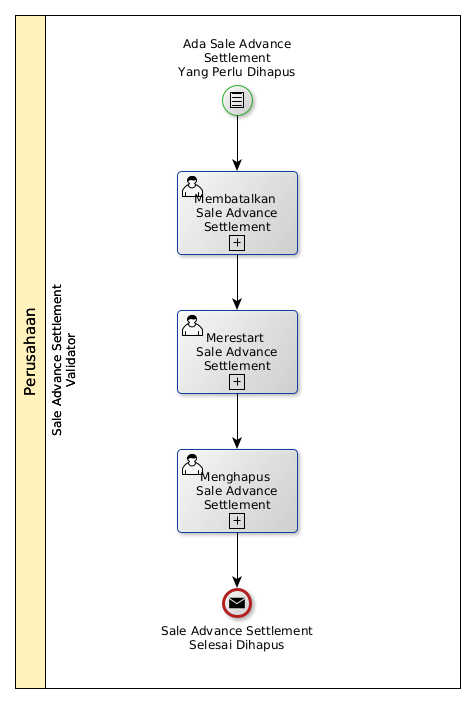 Ada Sale Advance
Settlement
Yang Perlu Dihapus
Membatalkan
Sale Advance
Settlement
Merestart
Sale Advance
Settlement
Menghapus
Sale Advance
Settlement
Sale Advance Settlement
Selesai Dihapus
Perusahaan
Sale Advance Settlement
Validator